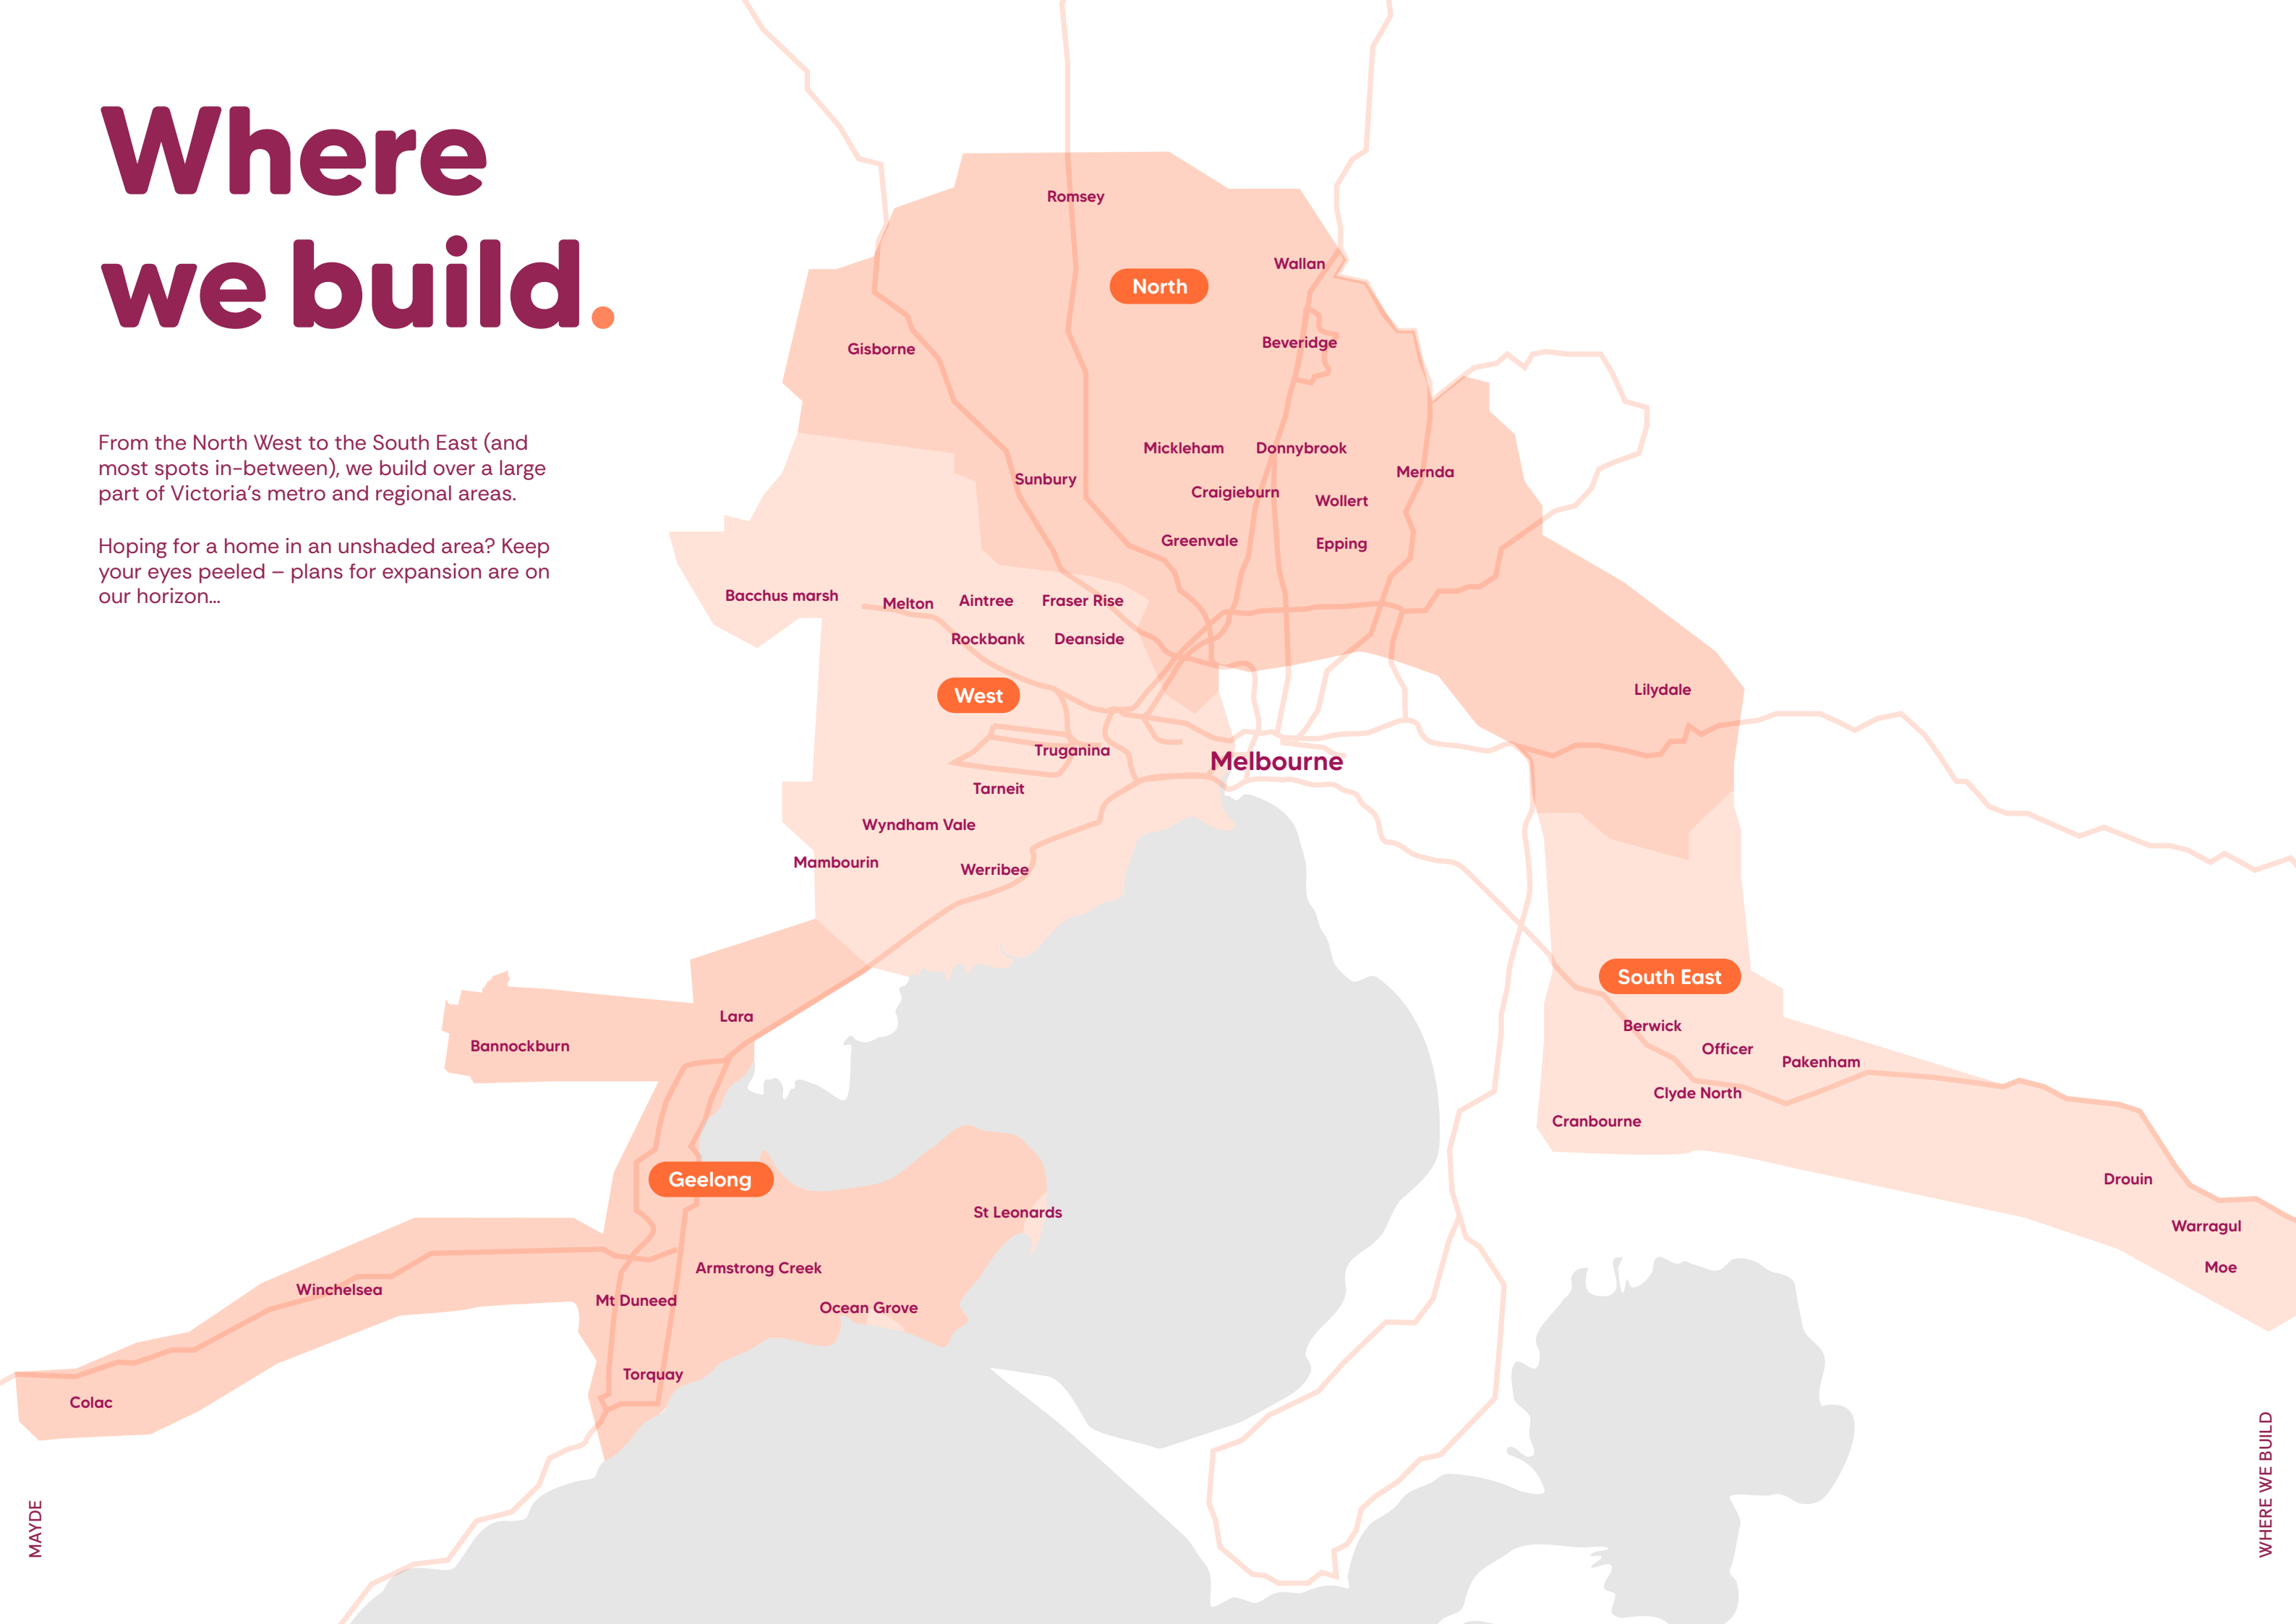 Where
we build.
From the North West to the South East (and
most spots in-between), we build over a large
part of Victoria's metro and regional areas.
Hoping for a home in an unshaded area? Keep
your eyes peeled – plans for expansion are on
our horizon...
Romsey
Wallan
North
Beveridge
Gisborne
Mickleham
Donnybrook
Mernda
Sunbury
Craigieburn
Wollert
Greenvale
Epping
Bacchus marsh
Melton
Aintree
Fraser Rise
Rockbank
Deanside
West
Lilydale
Truganina
Melbourne
Tarneit
Wyndham Vale
Mambourin
Werribee
South East
Lara
Berwick
Bannockburn
Officer
Pakenham
Clyde North
Cranbourne
Geelong
Drouin
St Leonards
Warragul
Armstrong Creek
Moe
Winchelsea
Mt Duneed
Ocean Grove
Torquay
Colac
MAYDE
WHERE WE BUILD